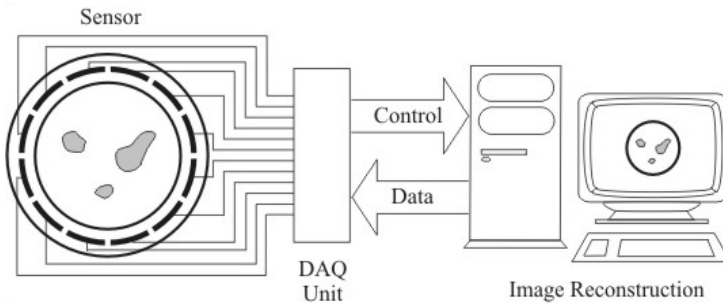 Sensor
Control
Data
DAQ
Unit
Image Reconstruction